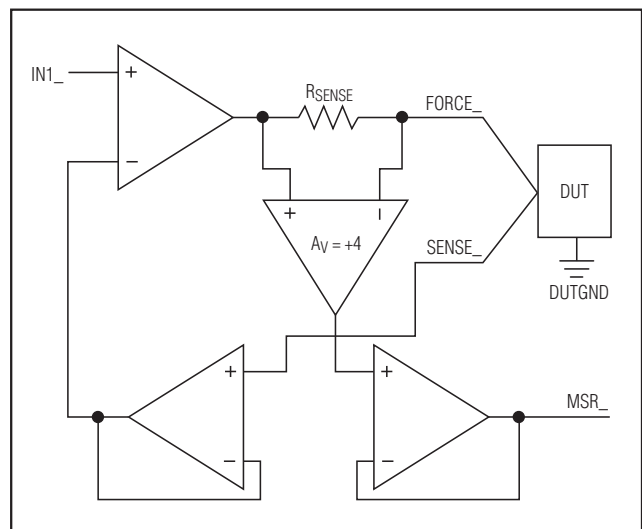 IN1_
+
−
RSENSE
FORCE_
+
−
AV = +4
DUT
SENSE_
DUTGND
+
−
+
−
MSR_